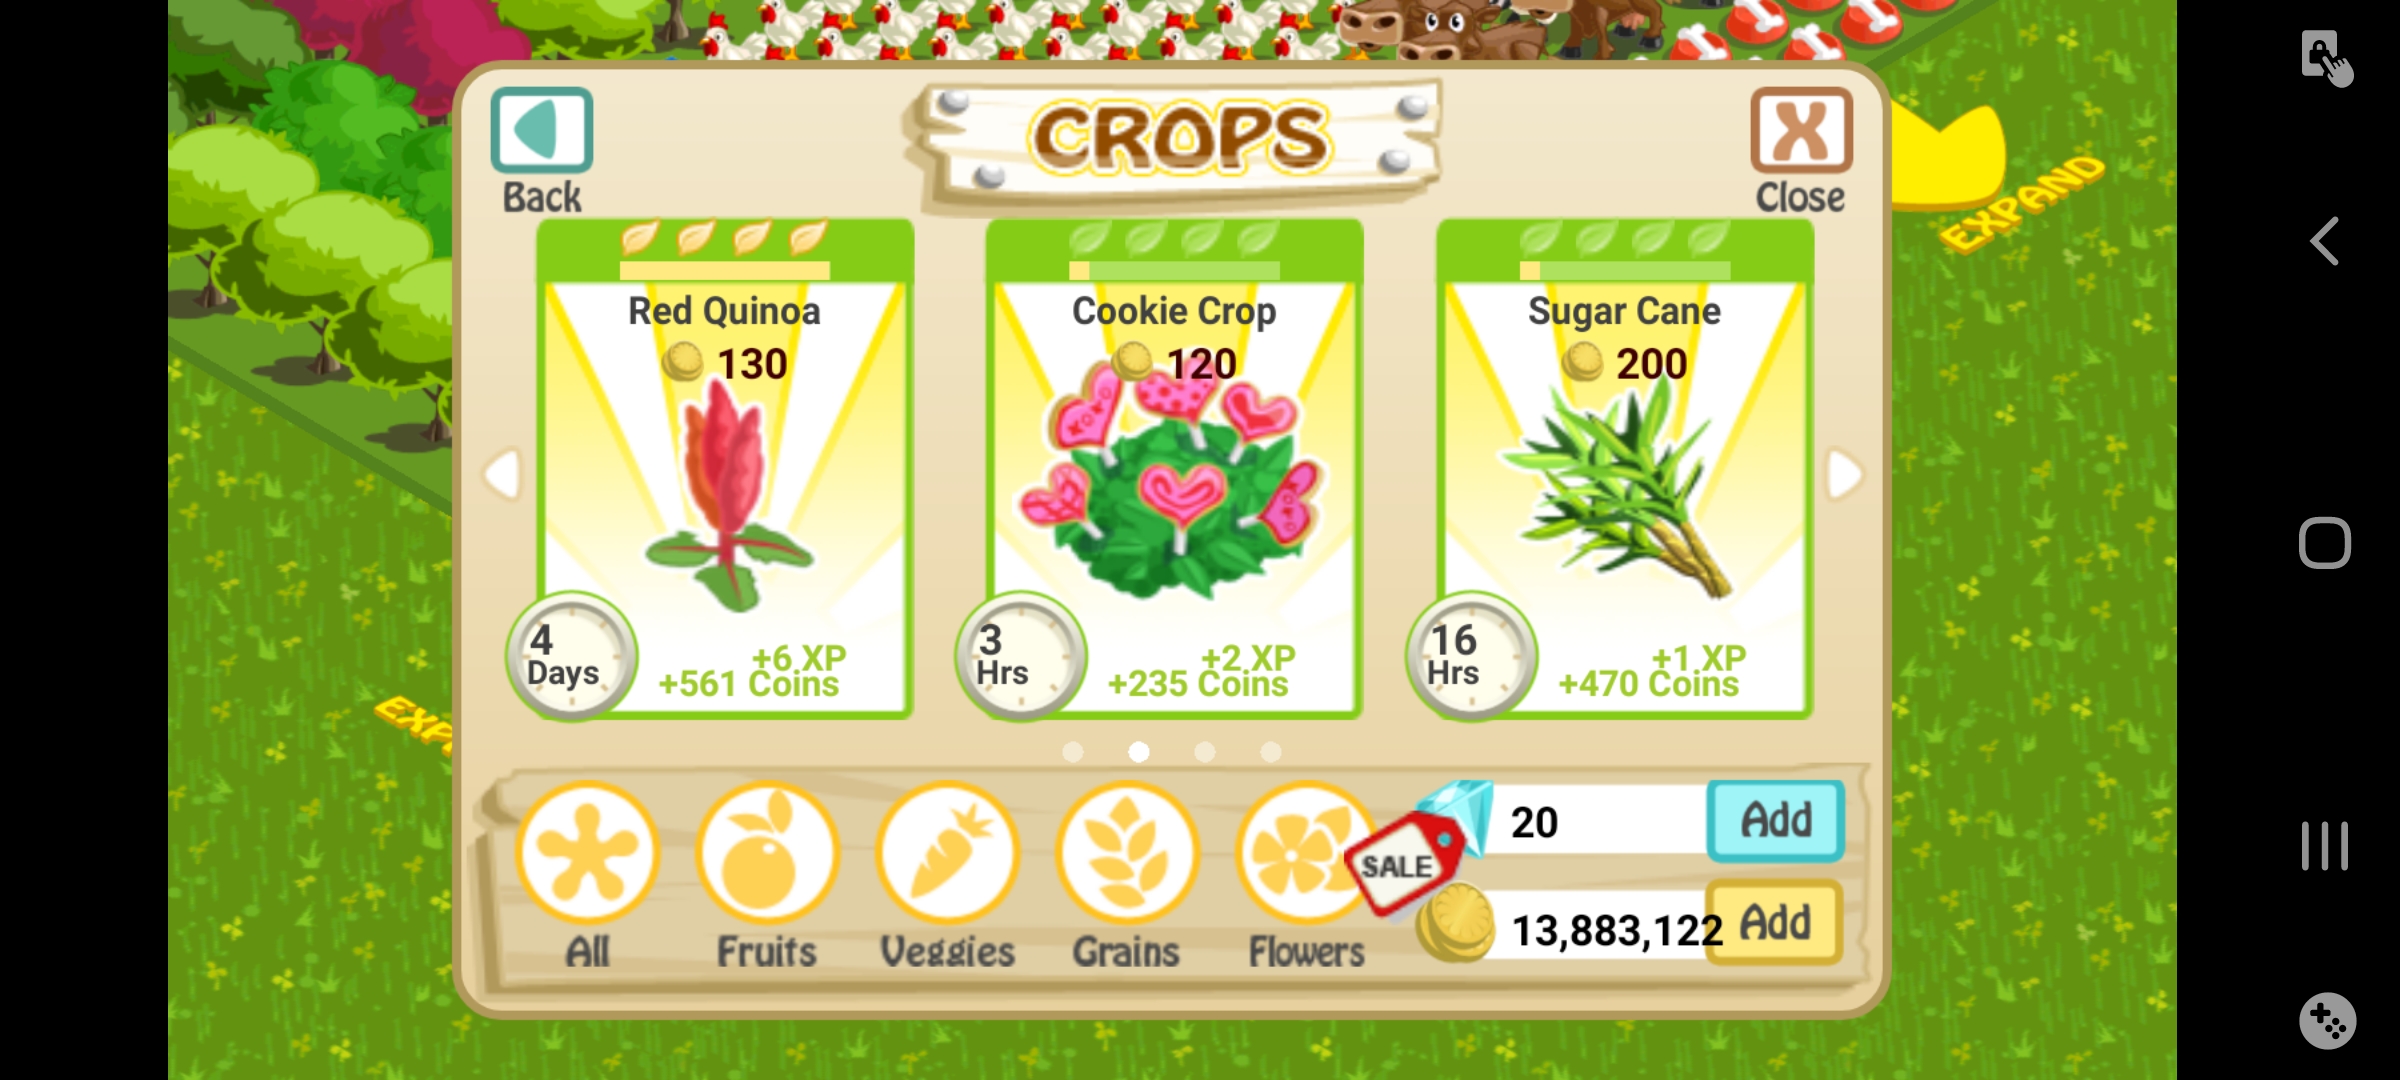 CROPS
Back
Close
EXPAND
Red Quinoa
130
4
Days
+6 XP
+561 Coins
Cookie Crop
120
3
Hrs
+2 XP
+235 Coins
Sugar Cane
200
16
Hrs
+1 XP
+470 Coins
EXP
All
Fruits
Veggies
Grains
Flowers
SALE
20
Add
13,883,122
Add